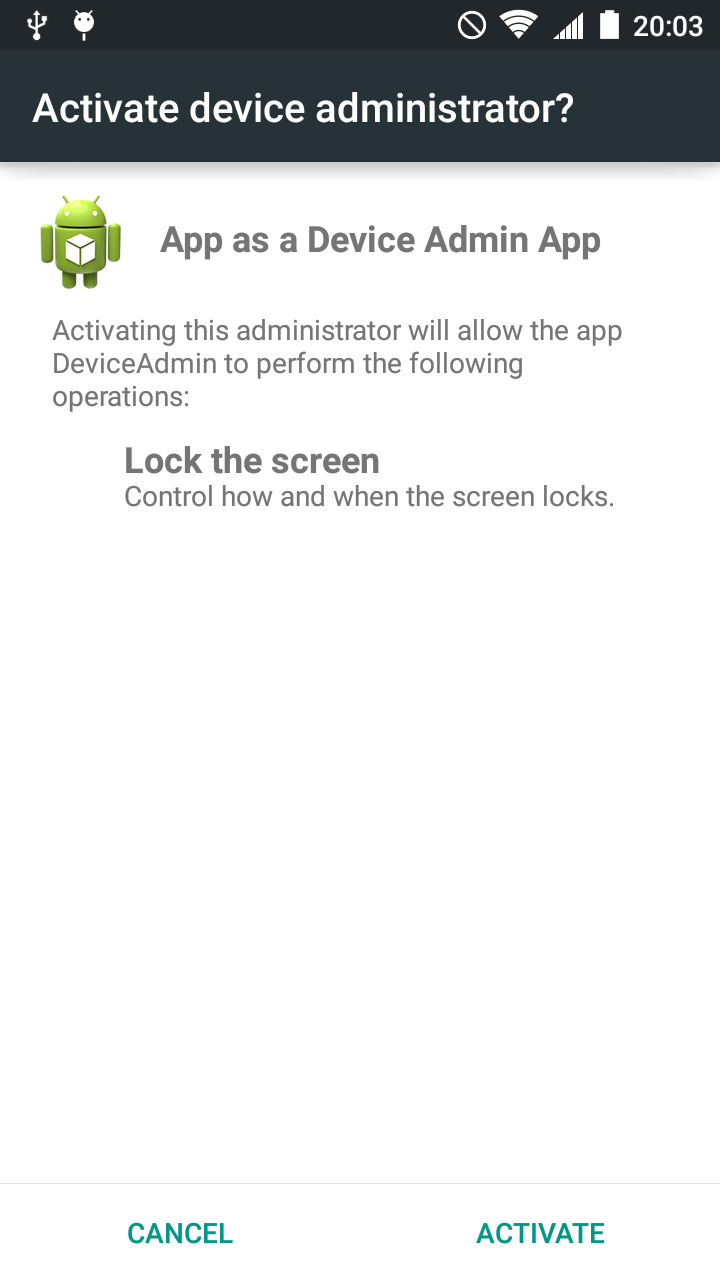 20:03
Activate device administrator?
App as a Device Admin App
Activating this administrator will allow the app
DeviceAdmin to perform the following
operations:
Lock the screen
Control how and when the screen locks.
CANCEL
ACTIVATE